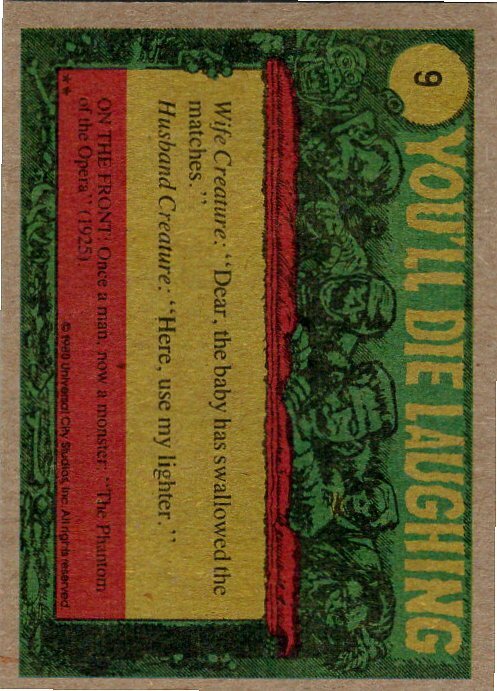 9
YOU'LL DIE LAUGHING
Wife Creature: "Dear, the baby has swallowed the
matches."
Husband Creature: "Here, use my lighter."
ON THE FRONT: Once a man, now a monster: "The Phantom
of the Opera" (1925).
** © 1980 Universal City Studios, Inc. All rights reserved